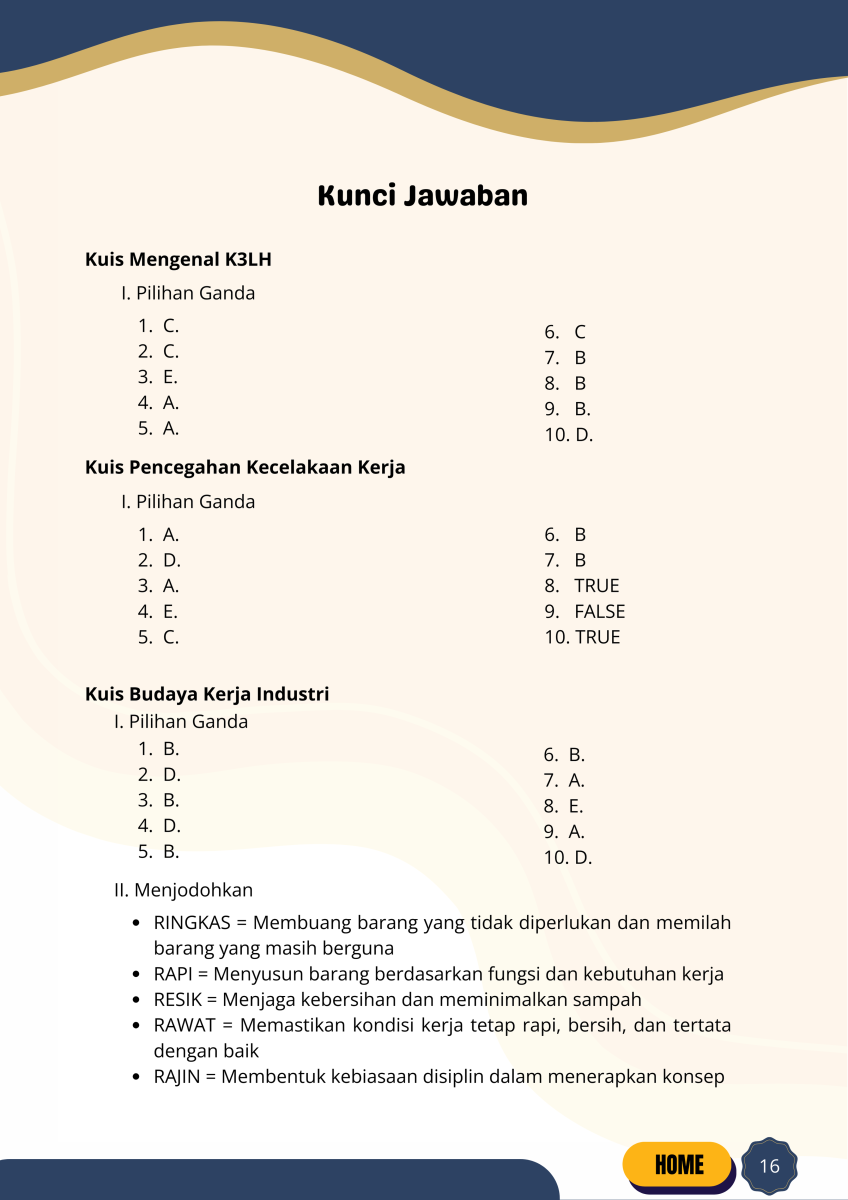 Kunci Jawaban
Kuis Mengenal K3LH
I. Pilihan Ganda
1. C.
2. C.
3. E.
4. A.
5. A.
6. C
7. B
8. B
9. B.
10. D.
Kuis Pencegahan Kecelakaan Kerja
I. Pilihan Ganda
1. A.
2. D.
3. A.
4. E.
5. C.
6. B
7. B
8. TRUE
9. FALSE
10. TRUE
Kuis Budaya Kerja Industri
I. Pilihan Ganda
1. B.
2. D.
3. B.
4. D.
5. B.
6. B.
7. A.
8. E.
9. A.
10. D.
II. Menjodohkan
• RINGKAS = Membuang barang yang tidak diperlukan dan memilah
barang yang masih berguna
• RAPI = Menyusun barang berdasarkan fungsi dan kebutuhan kerja
• RESIK = Menjaga kebersihan dan meminimalkan sampah
• RAWAT = Memastikan kondisi kerja tetap rapi, bersih, dan tertata
dengan baik
• RAJIN = Membentuk kebiasaan disiplin dalam menerapkan konsep
HOME
16